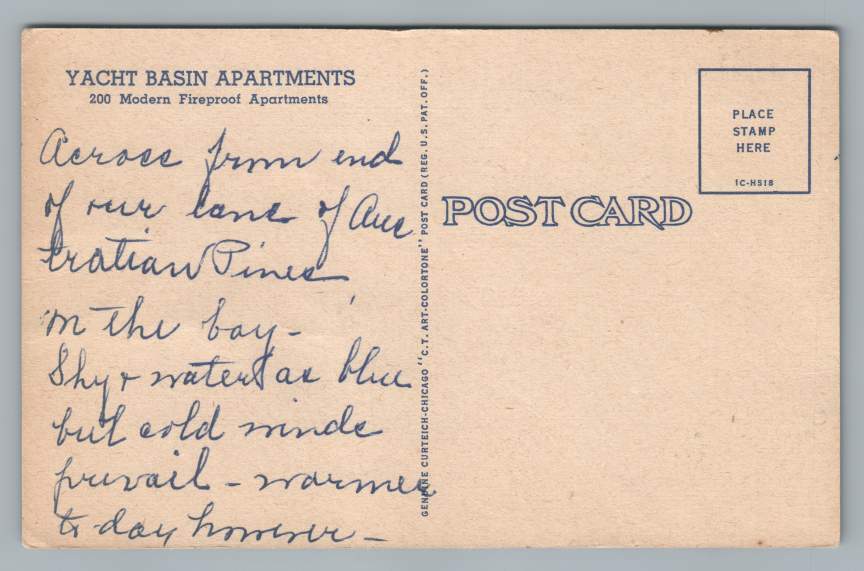 YACHT BASIN APARTMENTS
200 Modern Fireproof Apartments
Across from end
of our lane of Aus
tralian Pines
on the bay -
Sky & water as blue
but cold winds
prevail - warmer
to-day however -
GENUINE CURTEICH-CHICAGO "C.T. ART-COLORTONE" POST CARD (REG. U.S. PAT. OFF.)
POST CARD
PLACE
STAMP
HERE
1C-H518